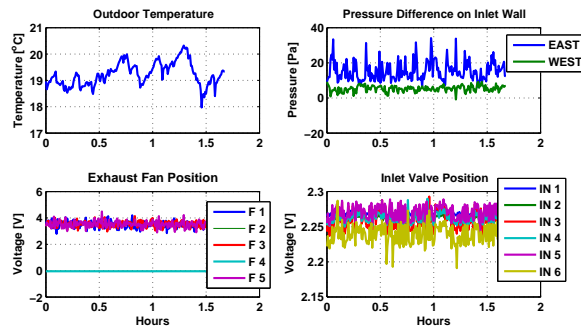 Outdoor Temperature
Temperature [°C]
21
20
19
18
17
0
0.5
1
1.5
2
Pressure Difference on Inlet Wall
Pressure [Pa]
40
20
0
−20
0
0.5
1
1.5
2
EAST
WEST
Exhaust Fan Position
Voltage [V]
6
4
2
0
−2
0
0.5
1
1.5
2
Hours
F 1
F 2
F 3
F 4
F 5
Inlet Valve Position
Voltage [V]
2.3
2.25
2.2
2.15
0
0.5
1
1.5
2
Hours
IN 1
IN 2
IN 3
IN 4
IN 5
IN 6